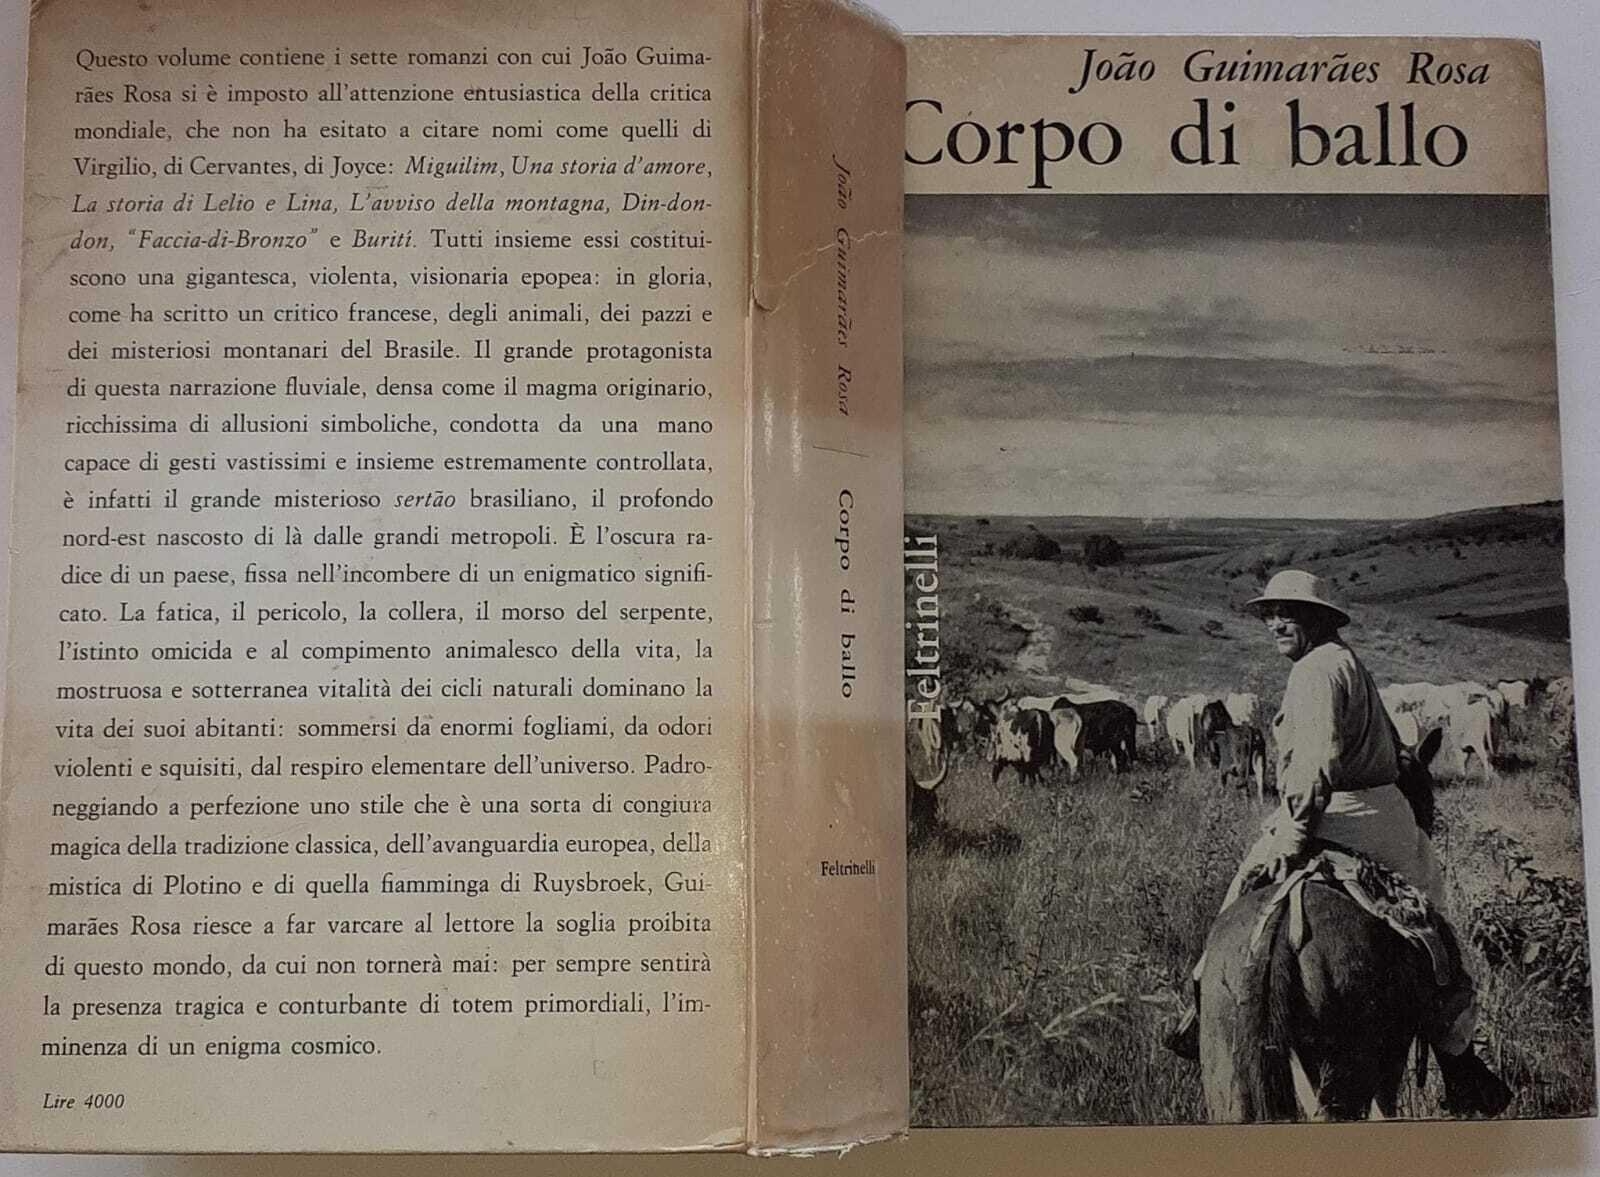 Questo volume contiene i sette romanzi con cui João Guima-
rães Rosa si è imposto all'attenzione entusiastica della critica
mondiale, che non ha esitato a citare nomi come quelli di
Virgilio, di Cervantes, di Joyce: Miguilim, Una storia d'amore,
La storia di Lelio e Lina, L'avviso della montagna, Din-don-
don, "Faccia-di-Bronzo" e Buriti. Tutti insieme essi costitui-
scono una gigantesca, violenta, visionaria epopea: in gloria,
come ha scritto un critico francese, degli animali, dei pazzi e
dei misteriosi montanari del Brasile. Il grande protagonista
di questa narrazione fluviale, densa come il magma originario,
ricchissima di allusioni simboliche, condotta da una mano
capace di gesti vastissimi e insieme estremamente controllata,
è infatti il grande misterioso sertão brasiliano, il profondo
nord-est nascosto di là dalle grandi metropoli. È l'oscura ra-
dice di un paese, fissa nell'incombere di un enigmatico signifi-
cato. La fatica, il pericolo, la collera, il morso del serpente,
l'istinto omicida e al compimento animalesco della vita, la
mostruosa e sotterranea vitalità dei cicli naturali dominano la
vita dei suoi abitanti: sommersi da enormi fogliami, da odori
violenti e squisiti, dal respiro elementare dell'universo. Padro-
neggiando a perfezione uno stile che è una sorta di congiura
magica della tradizione classica, dell'avanguardia europea, della
mistica di Plotino e di quella fiamminga di Ruysbroek, Gui-
marães Rosa riesce a far varcare al lettore la soglia proibita
di questo mondo, da cui non tornerà mai: per sempre sentirà
la presenza tragica e conturbante di totem primordiali, l'im-
minenza di un enigma cosmico.
Lire 4000
João Guimarães Rosa / Corpo di ballo
Feltrinelli
João Guimarães Rosa
Corpo di ballo
Feltrinelli